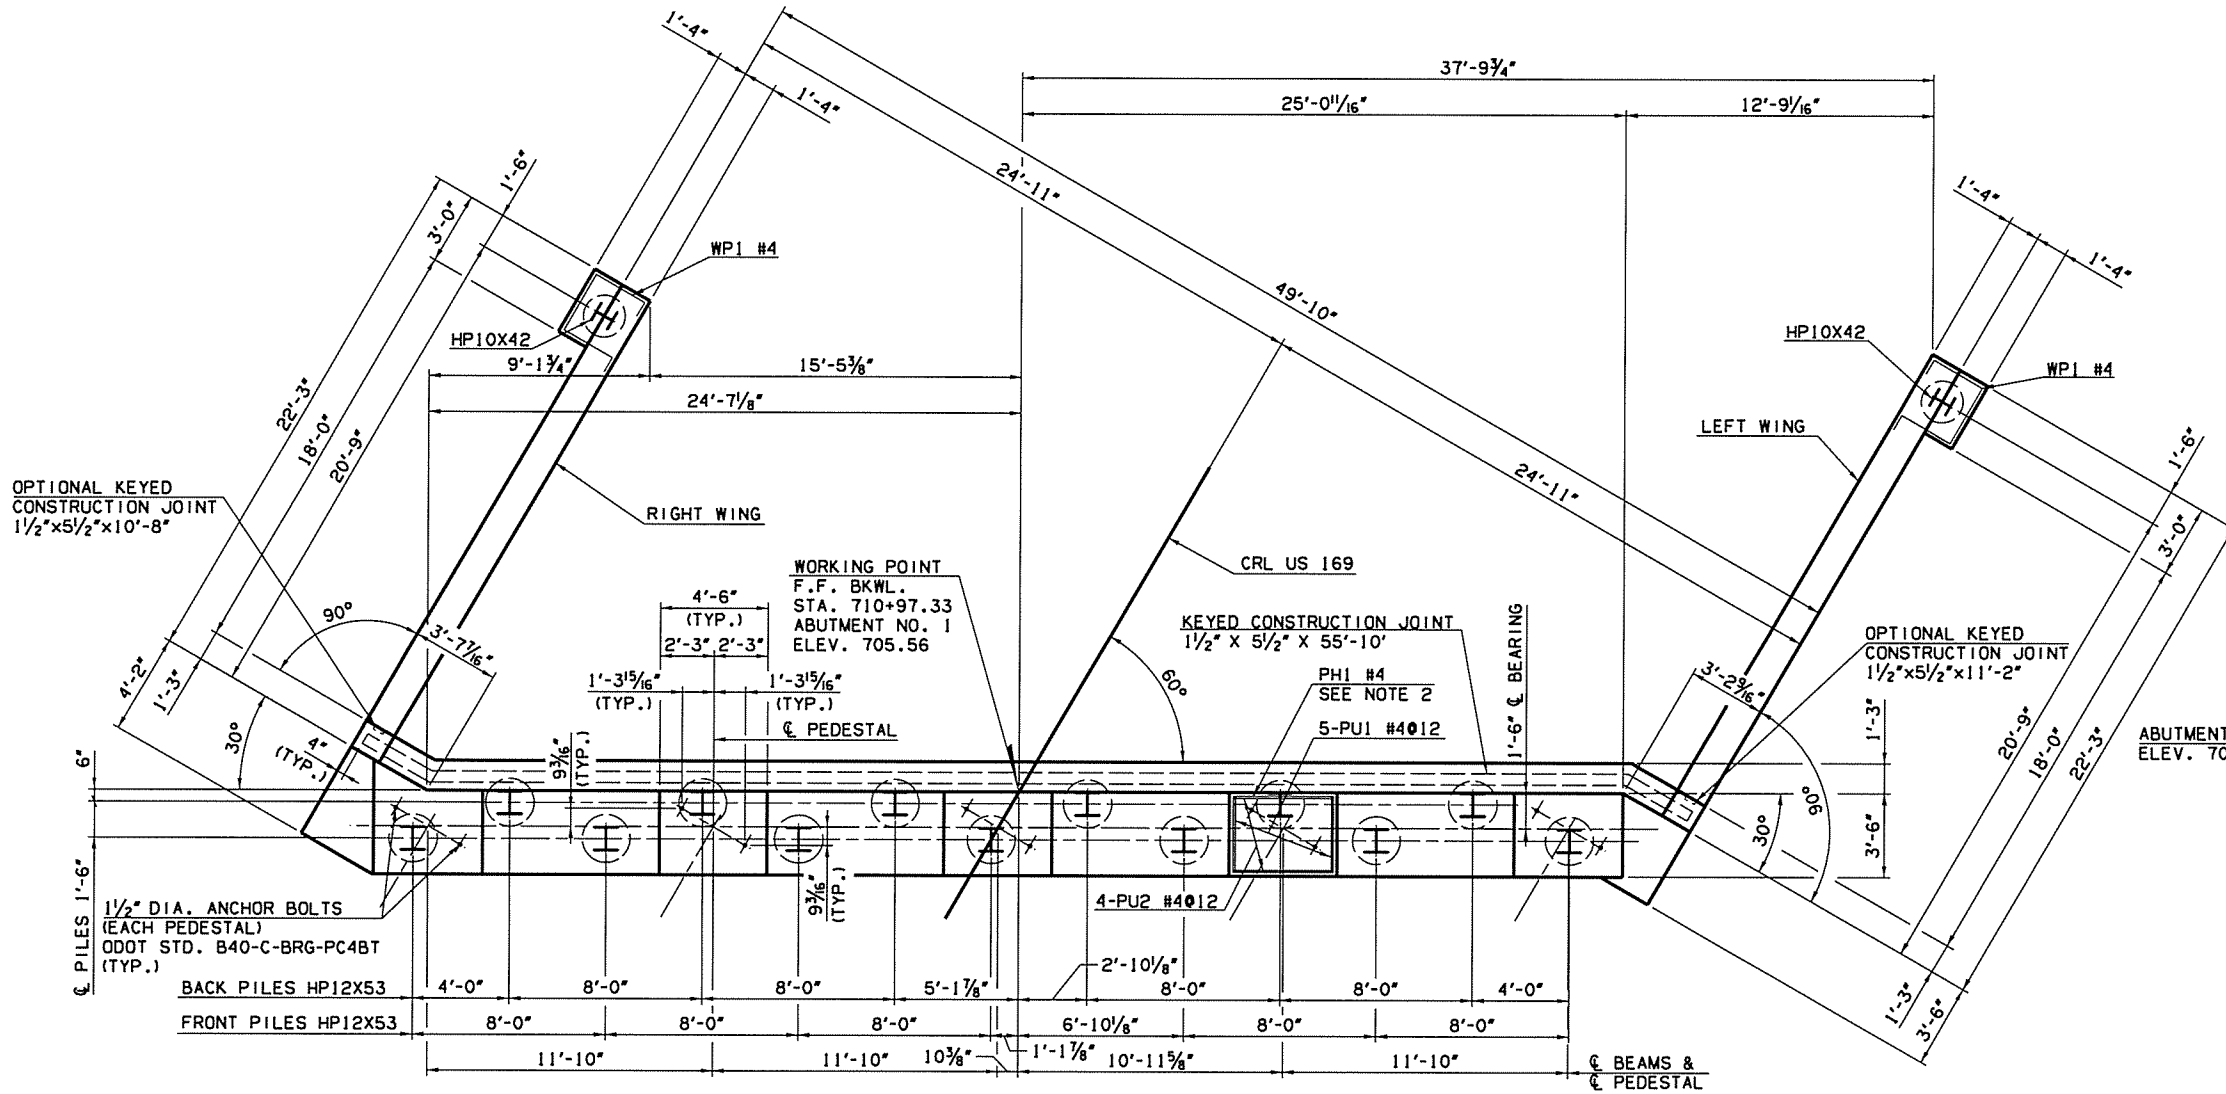 1'-4"
1'-4"
37'-9¾"
25'-0¹¹/₁₆"
12'-9/₁₆"
24'-11"
49'-10"
24'-11"
1'-4"
1'-4"
1'-6"
3'-0"
WP1 #4
HP10X42
9'-1¾"
15'-5⅜"
24'-7⅛"
22'-3"
18'-0"
20'-9"
HP10X42
WP1 #4
LEFT WING
1'-6"
3'-0"
OPTIONAL KEYED
CONSTRUCTION JOINT
1½"x5½"x10'-8"
RIGHT WING
WORKING POINT
F.F. BKWL.
STA. 710+97.33
ABUTMENT NO. 1
ELEV. 705.56
CRL US 169
60°
4'-6"
(TYP.)
2'-3" 2'-3"
1'-3¹⁵/₁₆"
(TYP.)
1'-3¹⁵/₁₆"
(TYP.)
℄ PEDESTAL
KEYED CONSTRUCTION JOINT
1½" X 5½" X 55'-10'
PH1 #4
SEE NOTE 2
5-PU1 #4@12
1'-6" ℄ BEARING
OPTIONAL KEYED
CONSTRUCTION JOINT
1½"x5½"x11'-2"
3'-2⁹/₁₆"
90°
3'-7⁷/₁₆"
4'-2"
1'-3"
30°
4"
(TYP.)
6"
9³/₁₆"
(TYP.)
9³/₁₆"
(TYP.)
1'-3"
3'-6"
30°
90°
20'-9"
18'-0"
22'-3"
ABUTMENT
ELEV. 70
℄ PILES 1'-6"
1½" DIA. ANCHOR BOLTS
(EACH PEDESTAL)
ODOT STD. B40-C-BRG-PC4BT
(TYP.)
4-PU2 #4@12
2'-10⅛"
1'-3"
3'-6"
BACK PILES HP12X53
4'-0"
8'-0"
8'-0"
5'-1⅞"
8'-0"
8'-0"
4'-0"
FRONT PILES HP12X53
8'-0"
8'-0"
8'-0"
6'-10⅛"
8'-0"
8'-0"
1'-1⅞"
11'-10"
11'-10"
10⅜"
10'-11⅝"
11'-10"
℄ BEAMS &
℄ PEDESTAL